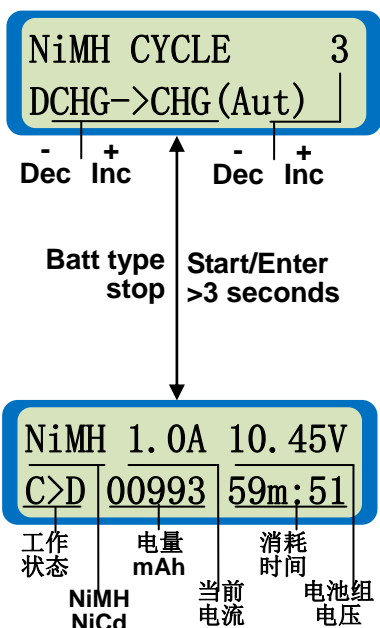 NiMH CYCLE 3
DCHG->CHG(Aut)
- + - +
Dec Inc Dec Inc
Batt type Start/Enter
stop >3 seconds
NiMH 1.0A 10.45V
C>D 00993 59m:51
工作 电量 消耗
状态 mAh 时间
当前 电池组
NiMH 电流 电压
NiCd